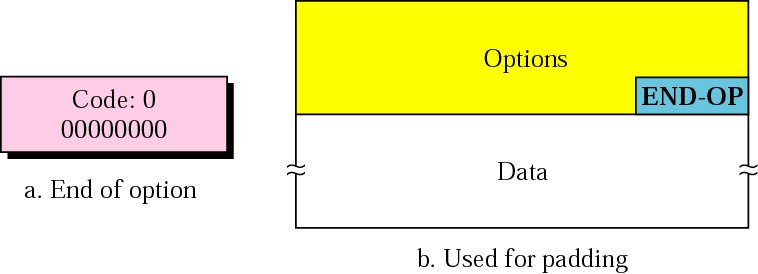 Code: 0
00000000
a. End of option
Options
END-OP
Data
b. Used for padding